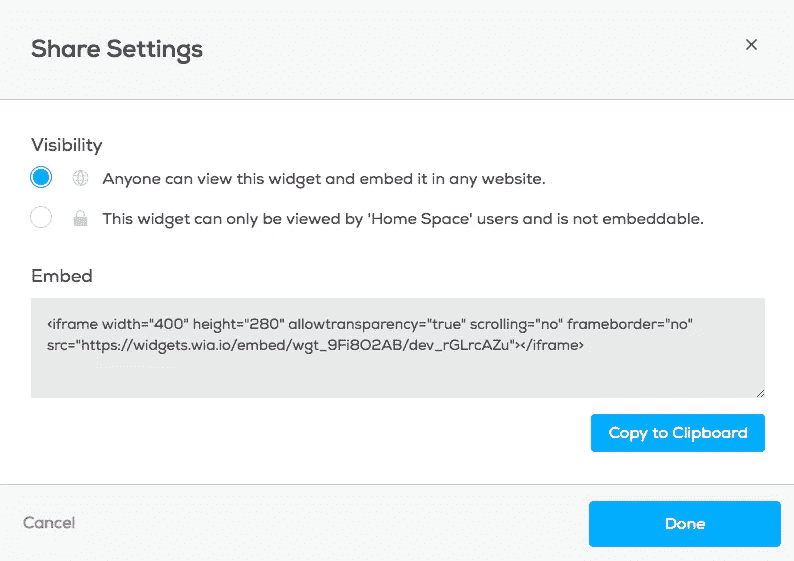 Share Settings
Visibility
Anyone can view this widget and embed it in any website.
This widget can only be viewed by 'Home Space' users and is not embeddable.
Embed
<iframe width="400" height="280" allowtransparency="true" scrolling="no" frameborder="no"
src="https://widgets.wia.io/embed/wgt_9Fi8O2AB/dev_rGLrcAZu"></iframe>
Copy to Clipboard
Cancel
Done